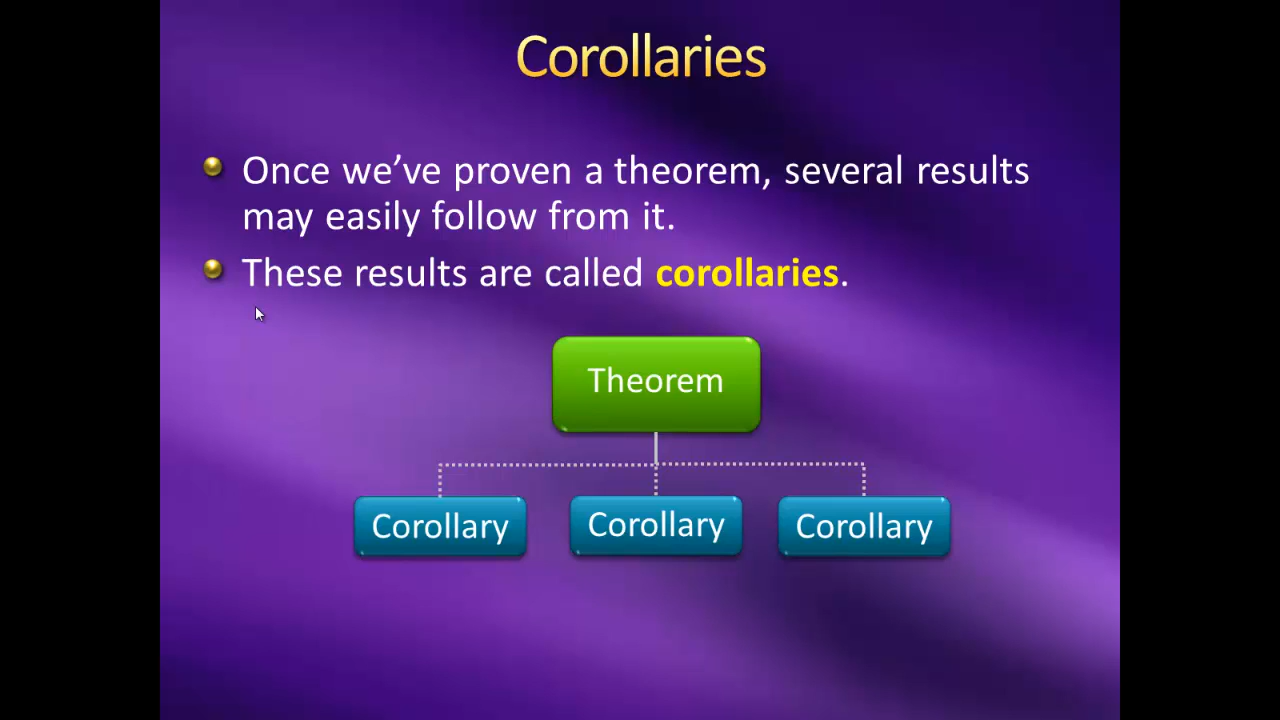 Corollaries
Once we’ve proven a theorem, several results
may easily follow from it.
These results are called corollaries.
Theorem
Corollary
Corollary
Corollary